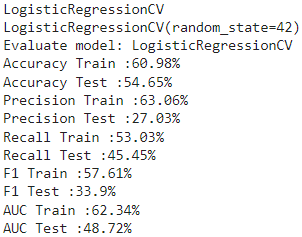 LogisticRegressionCV
LogisticRegressionCV(random_state=42)
Evaluate model: LogisticRegressionCV
Accuracy Train :60.98%
Accuracy Test :54.65%
Precision Train :63.06%
Precision Test :27.03%
Recall Train :53.03%
Recall Test :45.45%
F1 Train :57.61%
F1 Test :33.9%
AUC Train :62.34%
AUC Test :48.72%